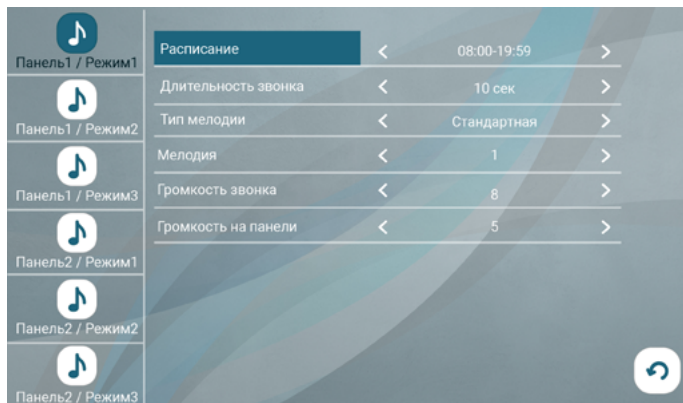 Панель1 / Режим1
Панель1 / Режим2
Панель1 / Режим3
Панель2 / Режим1
Панель2 / Режим2
Панель2 / Режим3
Расписание 08:00-19:59
Длительность звонка 10 сек
Тип мелодии Стандартная
Мелодия 1
Громкость звонка 8
Громкость на панели 5